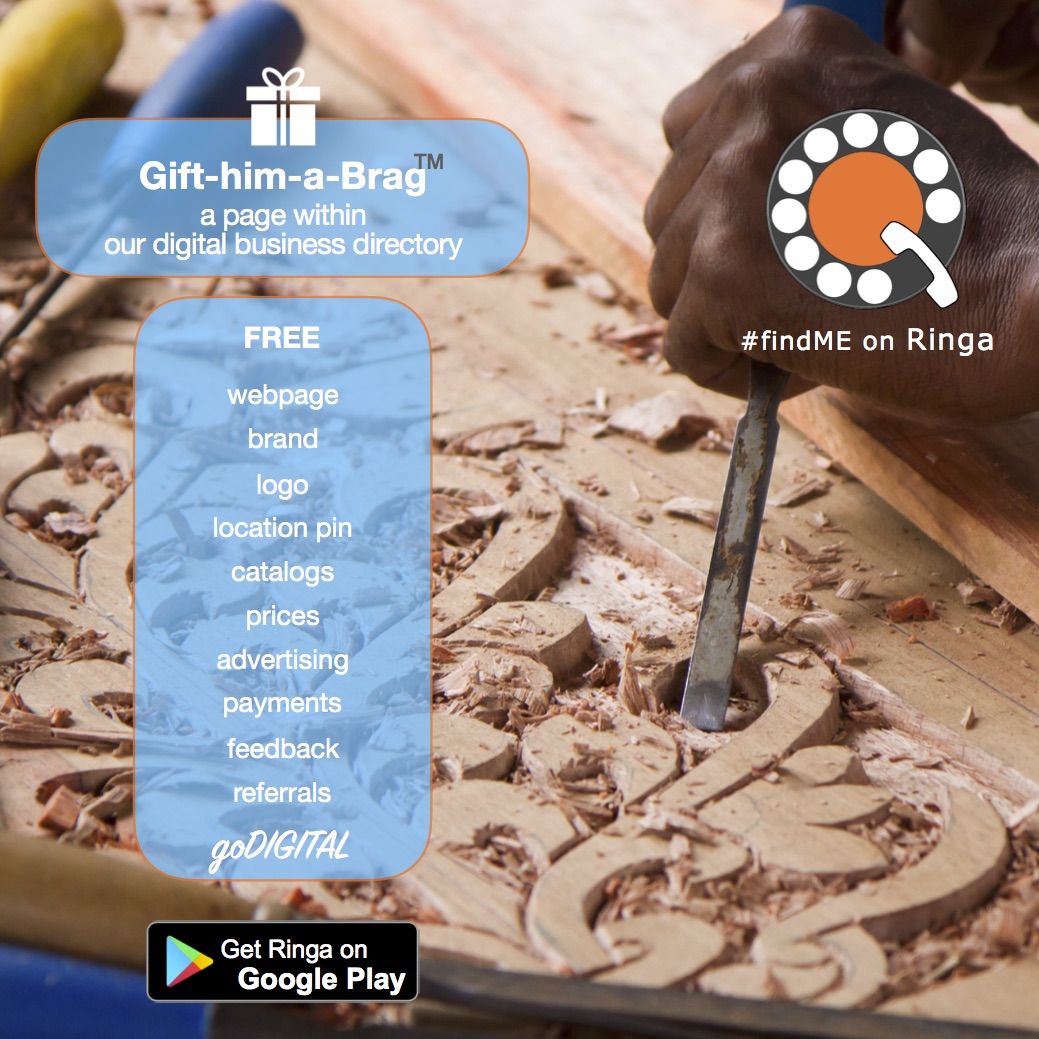 Gift-him-a-Brag™
a page within
our digital business directory
FREE
webpage
brand
logo
location pin
catalogs
prices
advertising
payments
feedback
referrals
goDIGITAL
Get Ringa on
Google Play
#findME on Ringa